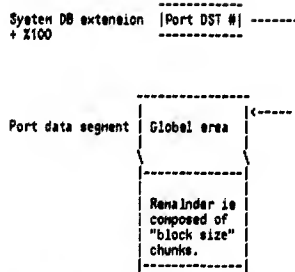 System DB extension |Port DST #| -----
+ %100
Port data segment | Global area |<-----
Remainder is
composed of
"block size"
chunks.